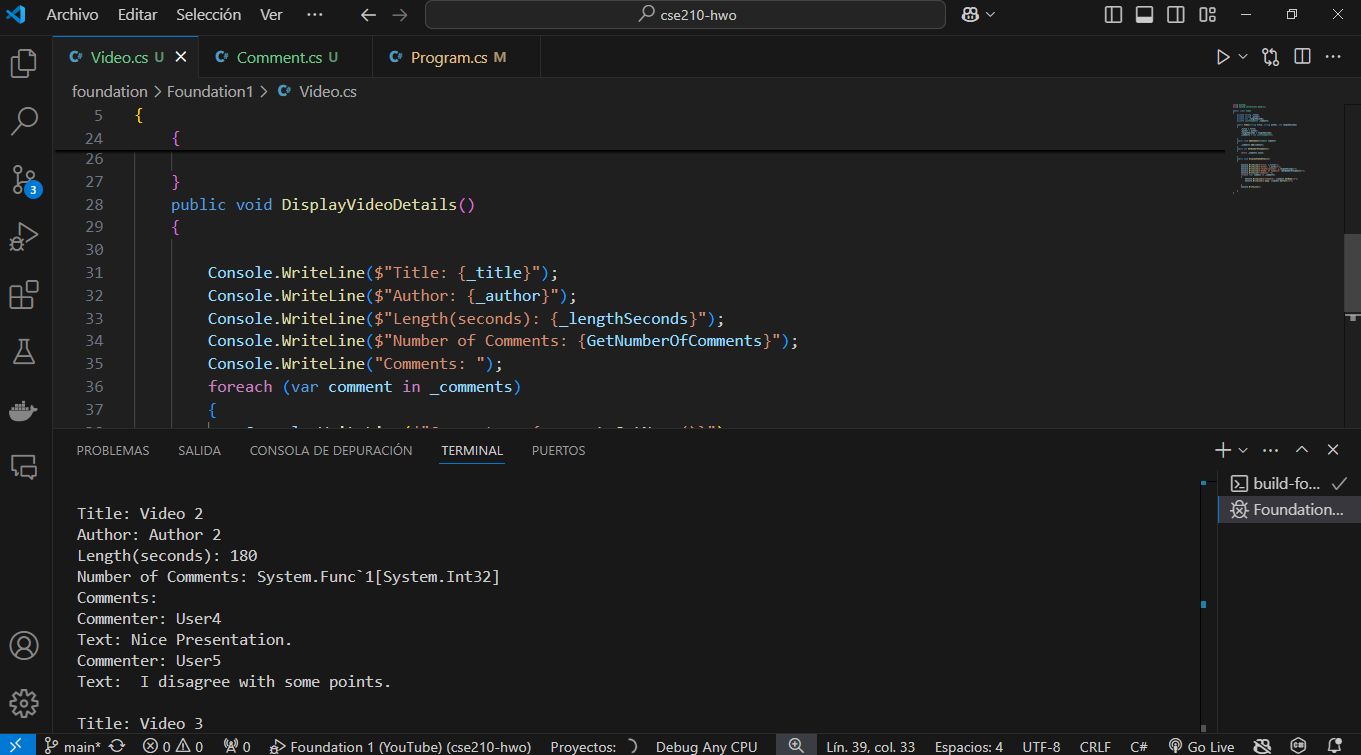 Archivo Editar Selección Ver ··· cse210-hwo
Video.cs U Comment.cs U Program.cs M
foundation > Foundation1 > Video.cs
5 {
24 {
26
27 }
28 public void DisplayVideoDetails()
29 {
30
31 Console.WriteLine($"Title: {_title}");
32 Console.WriteLine($"Author: {_author}");
33 Console.WriteLine($"Length(seconds): {_lengthSeconds}");
34 Console.WriteLine($"Number of Comments: {GetNumberOfComments}");
35 Console.WriteLine("Comments: ");
36 foreach (var comment in _comments)
37 {
PROBLEMAS SALIDA CONSOLA DE DEPURACIÓN TERMINAL PUERTOS
build-fo...
Foundation...
Title: Video 2
Author: Author 2
Length(seconds): 180
Number of Comments: System.Func`1[System.Int32]
Comments:
Commenter: User4
Text: Nice Presentation.
Commenter: User5
Text:  I disagree with some points.
Title: Video 3
3
main* 0 0 0 Foundation 1 (YouTube) (cse210-hwo) Proyectos: Debug Any CPU Lín. 39, col. 33 Espacios: 4 UTF-8 CRLF C# Go Live